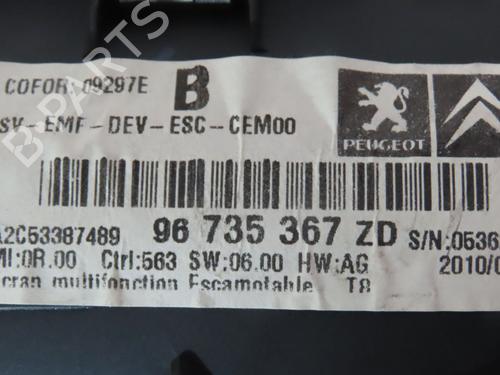 COFOR: 09297E B
SV-EMF-DEV-ESC-CEM00
PEUGEOT
A2C53387489 96 735 367 ZD S/N:0536
MI:0R.00 Ctrl:563 SW:06.00 HW:AG 2010/0
cran multifonction Escamotable T8